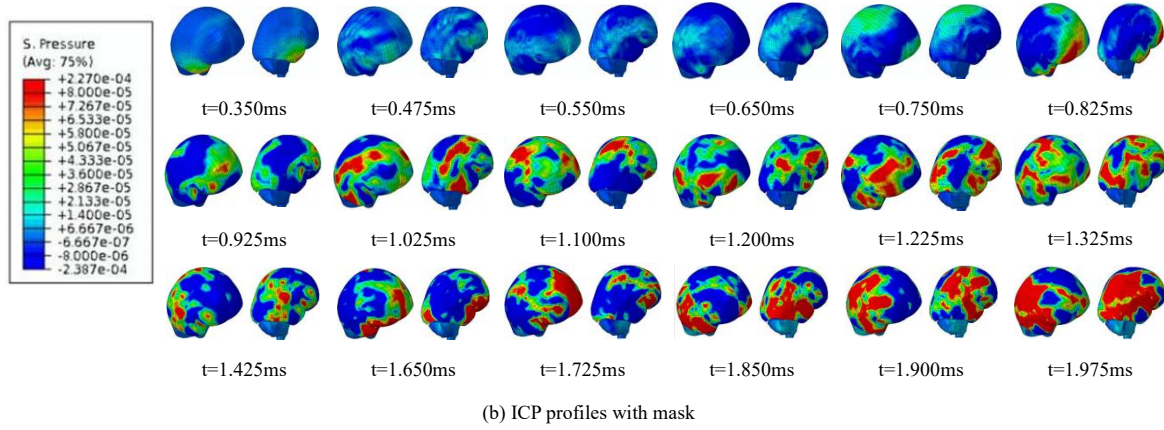 S. Pressure
(Avg: 75%)
+2.270e-04
+8.000e-05
+7.267e-05
+6.533e-05
+5.800e-05
+5.067e-05
+4.333e-05
+3.600e-05
+2.867e-05
+2.133e-05
+1.400e-05
+6.667e-06
-6.667e-07
-8.000e-06
-2.387e-04
t=0.350ms t=0.475ms t=0.550ms t=0.650ms t=0.750ms t=0.825ms
t=0.925ms t=1.025ms t=1.100ms t=1.200ms t=1.225ms t=1.325ms
t=1.425ms t=1.650ms t=1.725ms t=1.850ms t=1.900ms t=1.975ms
(b) ICP profiles with mask